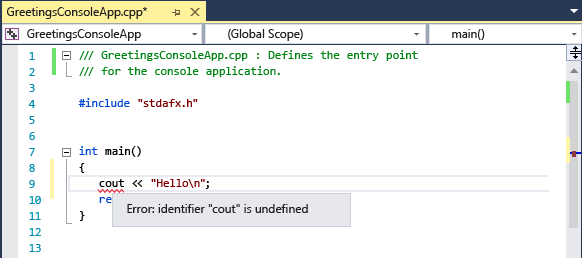 GreetingsConsoleApp.cpp*
GreetingsConsoleApp (Global Scope) main()
1 /// GreetingsConsoleApp.cpp : Defines the entry point
2 /// for the console application.
3
4 #include "stdafx.h"
5
6
7 int main()
8 {
9 cout << "Hello\n";
10 re
Error: identifier "cout" is undefined
11 }
12
13